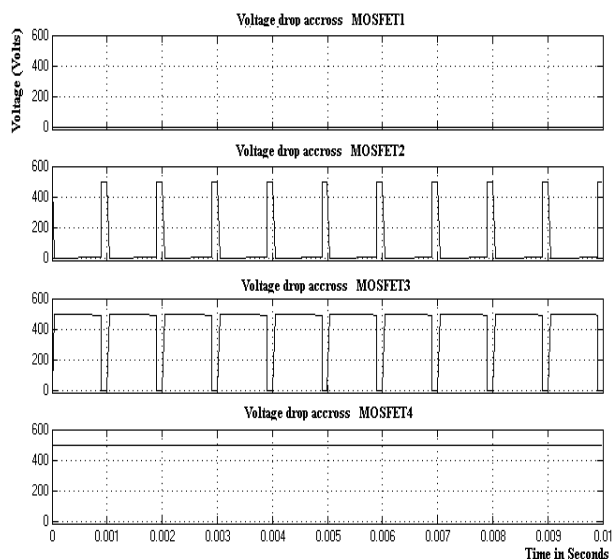 Voltage drop accross MOSFET1
Voltage (Volts)
600
400
200
0
Voltage drop accross MOSFET2
600
400
200
0
Voltage drop accross MOSFET3
600
400
200
0
Voltage drop accross MOSFET4
600
400
200
0
0 0.001 0.002 0.003 0.004 0.005 0.006 0.007 0.008 0.009 0.01
Time in Seconds